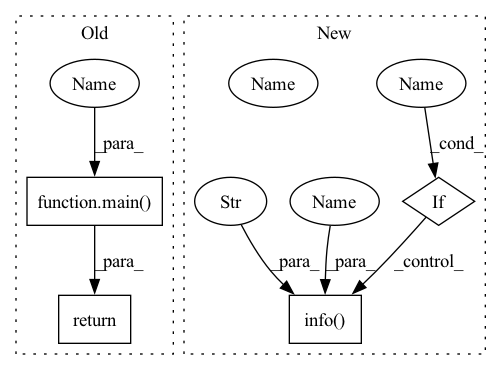 Old
New
Name
Name
Name
_para_
_cond_
function.main()
Str
Name
If
_para_
_para_
_para_
_control_
return
info()